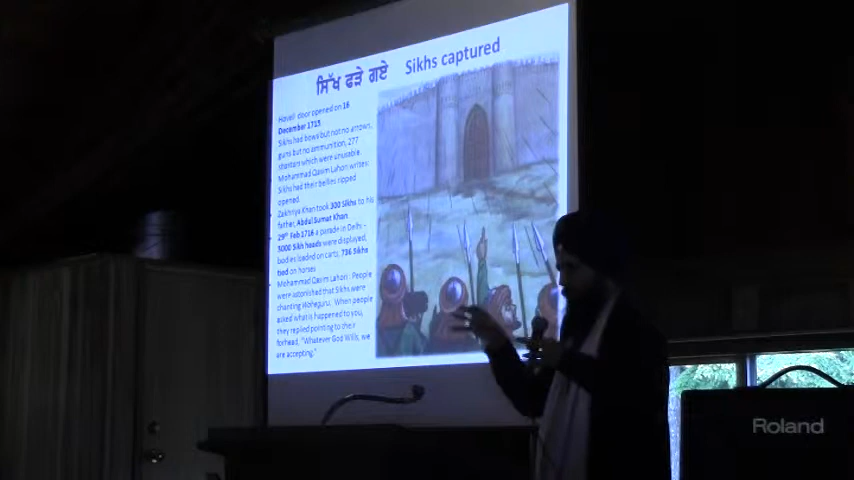 ਸਿੱਖ ਫੜੇ ਗਏ Sikhs captured
Haveli door opened on 16
December 1715
Sikhs had bows but not no arrows,
guns but no ammunition, 277
which were unusable.
Mohammad Qasim Lahori writes:
Sikhs had their bellies ripped
opened.
Zakhriya Khan took 300 Sikhs to his
father, Abdul Sumat Khan
29th Feb 1716 a parade in Delhi –
Sikh heads were displayed,
bodies loaded on carts, 736 Sikhs
tied on horses
Mohammad Qasim Lahori: People
were astonished that Sikhs were
chanting Waheguru. When people
asked what is happened to you,
they replied pointing to their
forhead, "Whatever God Wills, we
are accepting."
Roland